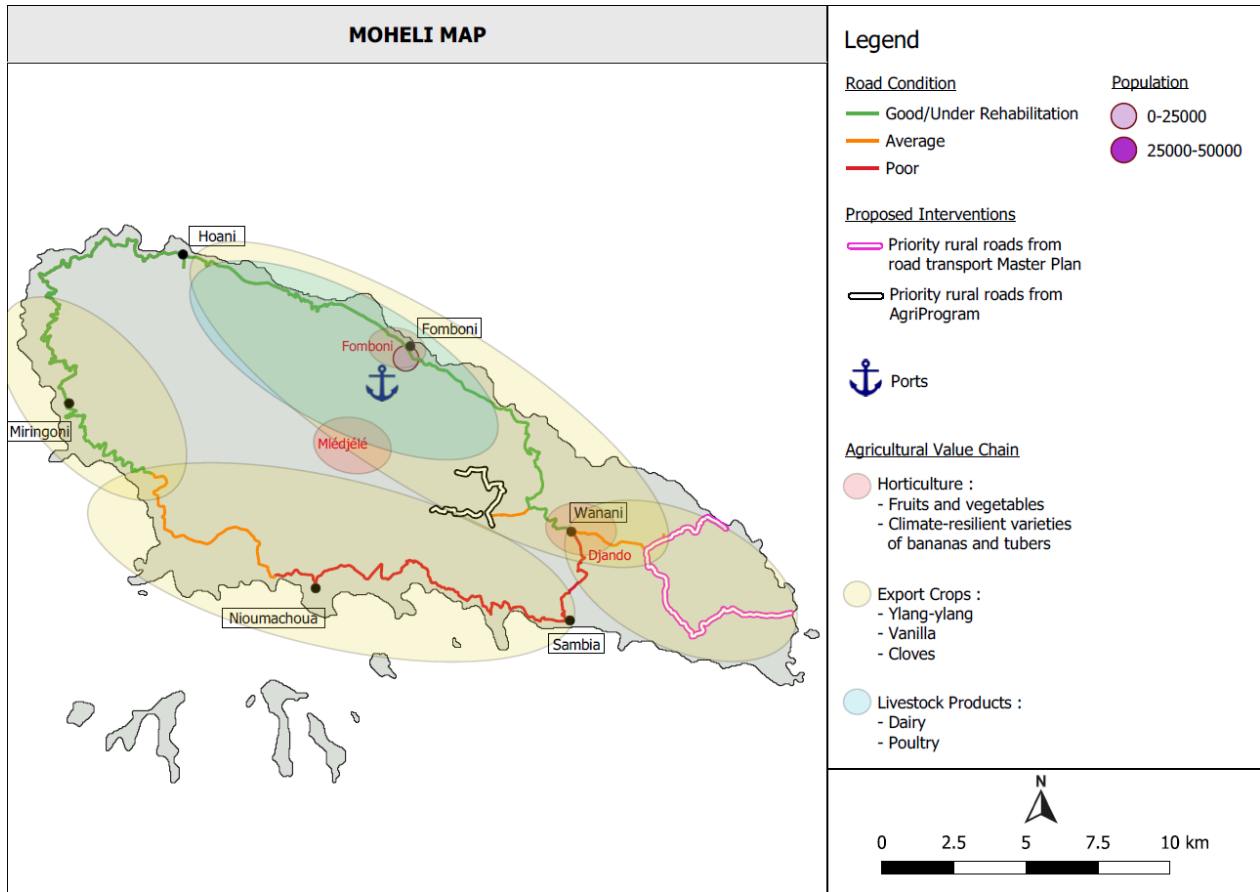 MOHELI MAP
Hoani
Fomboni
Fomboni
Mlédjélé
Miringoni
Wanani
Djando
Nioumachoua
Sambia
Legend
Road Condition
Good/Under Rehabilitation
Average
Poor
Population
0-25000
25000-50000
Proposed Interventions
Priority rural roads from
road transport Master Plan
Priority rural roads from
AgriProgram
Ports
Agricultural Value Chain
Horticulture :
- Fruits and vegetables
- Climate-resilient varieties
of bananas and tubers
Export Crops :
- Ylang-ylang
- Vanilla
- Cloves
Livestock Products :
- Dairy
- Poultry
N
0 2.5 5 7.5 10 km